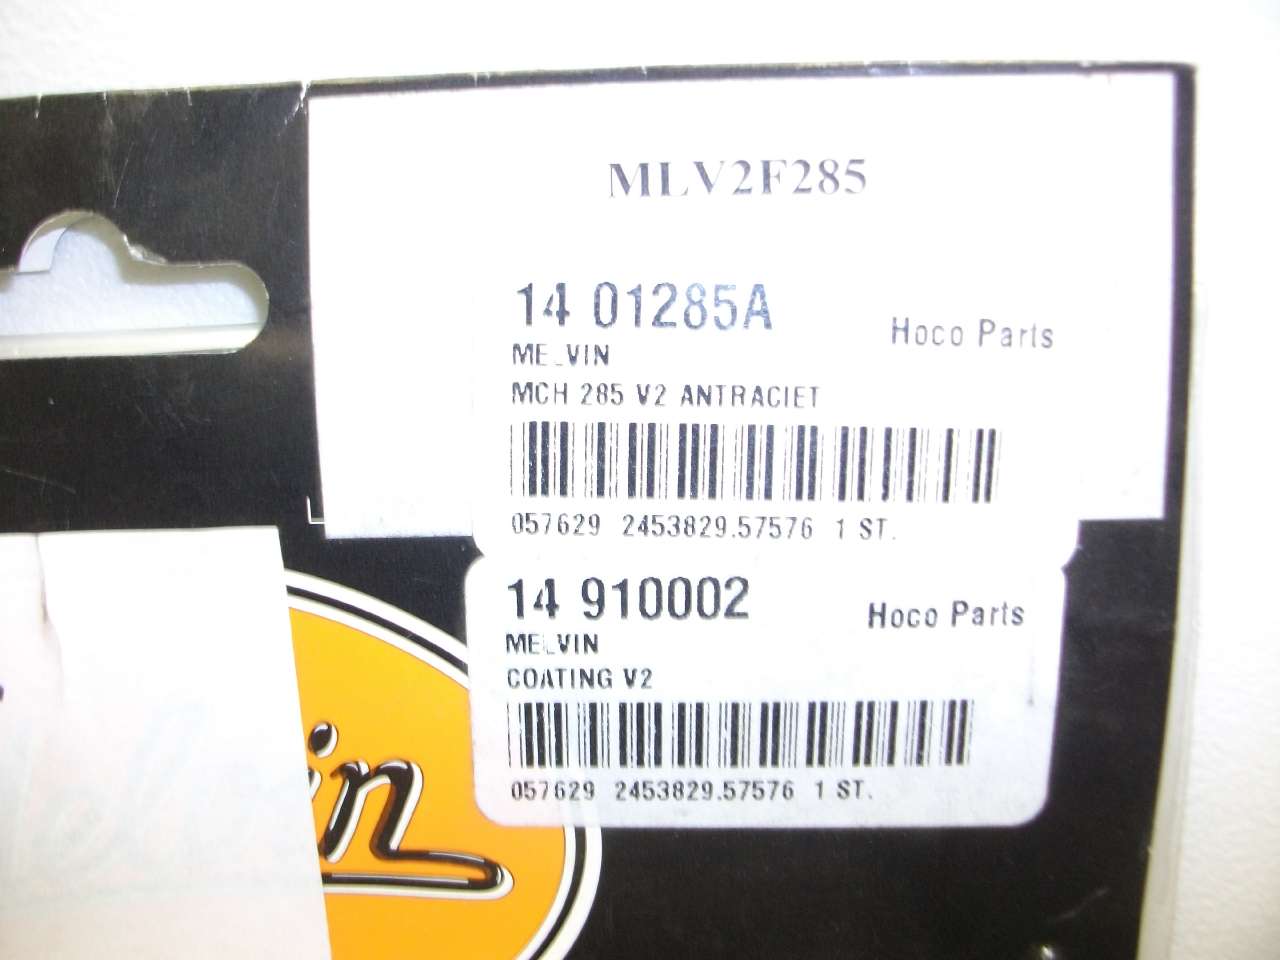 MLV2F285
14 01285A
Hoco Parts
MELVIN
MCH 285 V2 ANTRACIET
057629 2453829.57576 1 ST.
14 910002
Hoco Parts
MELVIN
COATING V2
057629 2453829.57576 1 ST.
in